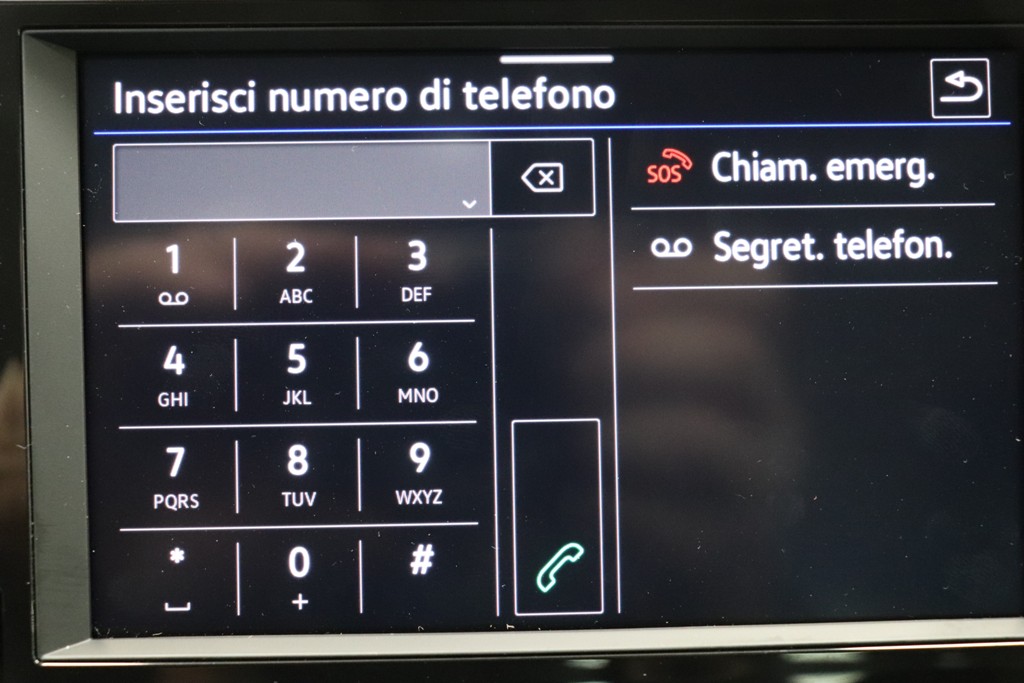 Inserisci numero di telefono
SOS Chiam. emerg.
Segret. telefon.
1 2 3
ABC DEF
4 5 6
GHI JKL MNO
7 8 9
PQRS TUV WXYZ
* 0 #
+